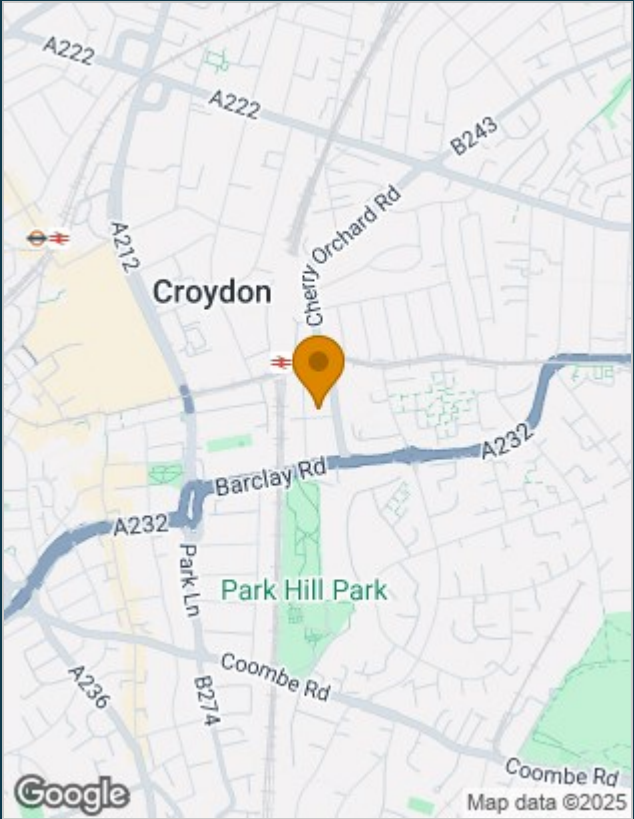 A222
A222
B243
A212
Cherry Orchard Rd
Croydon
A232
Barclay Rd
A232
Park Ln
Park Hill Park
Coombe Rd
A236
B274
Coombe Rd
Google
Map data ©2025